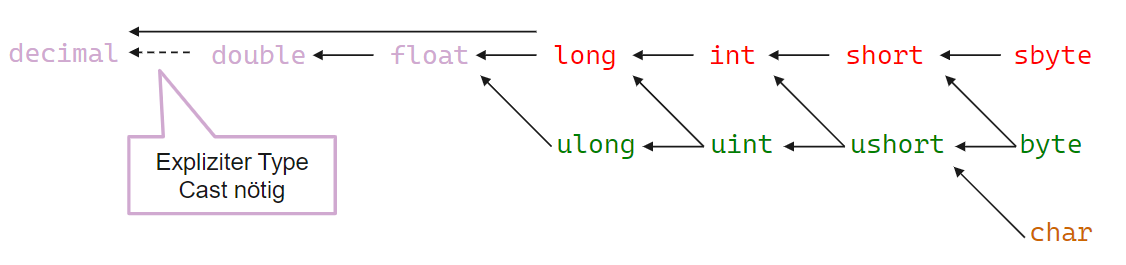 decimal double float long int short sbyte
ulong uint ushort byte
Expliziter Type
Cast nötig
char